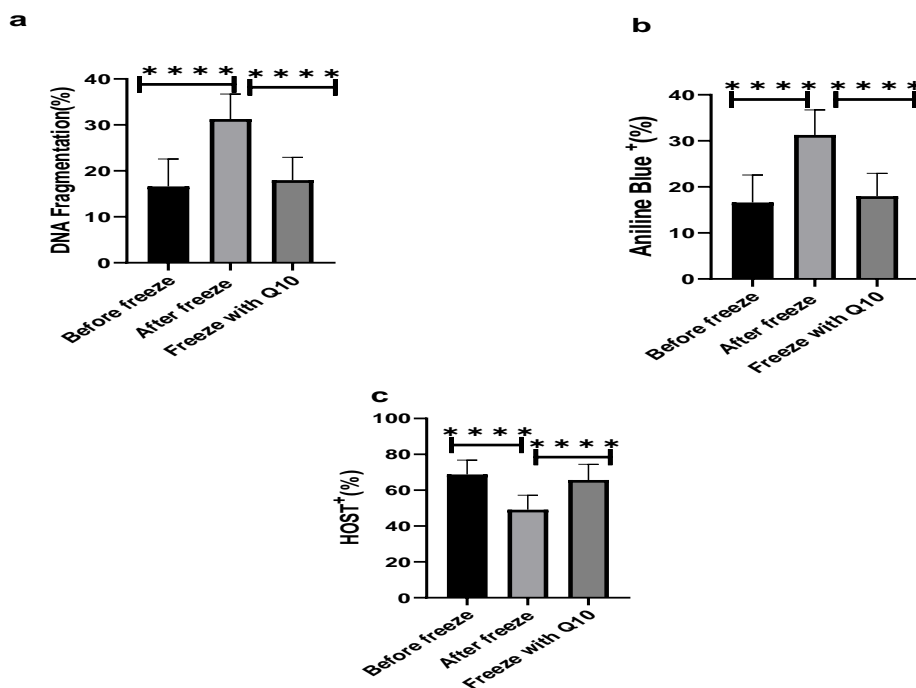 a
DNA Fragmentation(%)
40
30
20
10
0
* * * * * * * *
Before freeze
After freeze
Freeze with Q10
b
Aniline Blue ⁺(%)
40
30
20
10
0
* * * * * * * *
Before freeze
After freeze
Freeze with Q10
c
HOST⁺(%)
100
80
60
40
20
0
* * * * * * * *
Before freeze
After freeze
Freeze with Q10